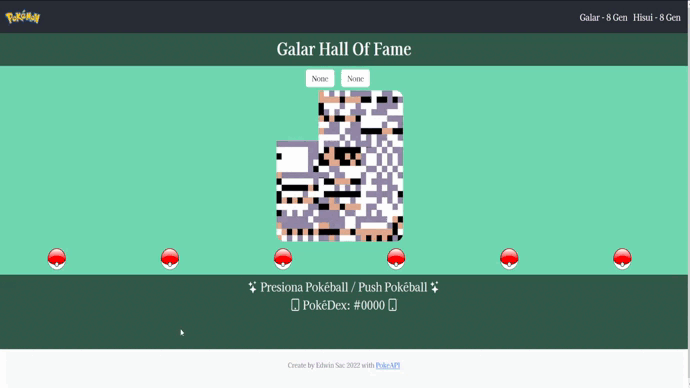 POKéMON
Galar - 8 Gen Hisui - 8 Gen
Galar Hall Of Fame
None None
Presiona Pokéball / Push Pokéball
PokéDex: #0000
Create by Edwin Sac 2022 with PokeAPI